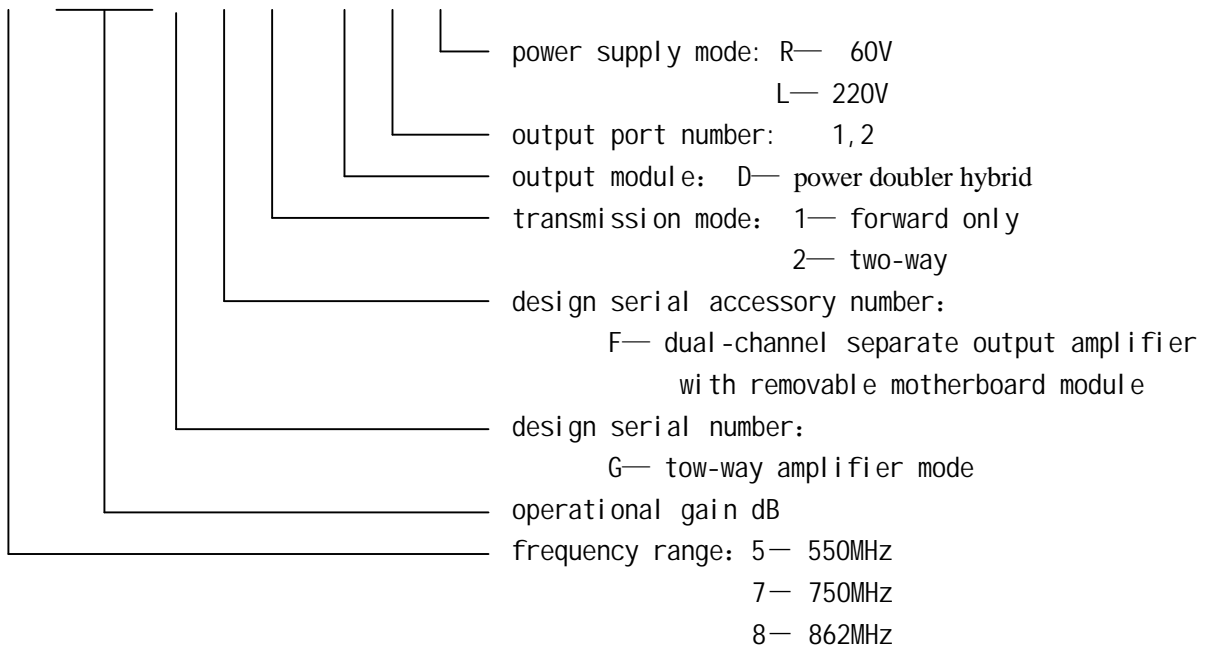 power supply mode: R— 60V
L— 220V
output port number: 1,2
output module： D— power doubler hybrid
transmission mode： 1— forward only
2— two-way
design serial accessory number：
F— dual-channel separate output amplifier
with removable motherboard module
design serial number：
G— tow-way amplifier mode
operational gain dB
frequency range：5— 550MHz
7— 750MHz
8— 862MHz